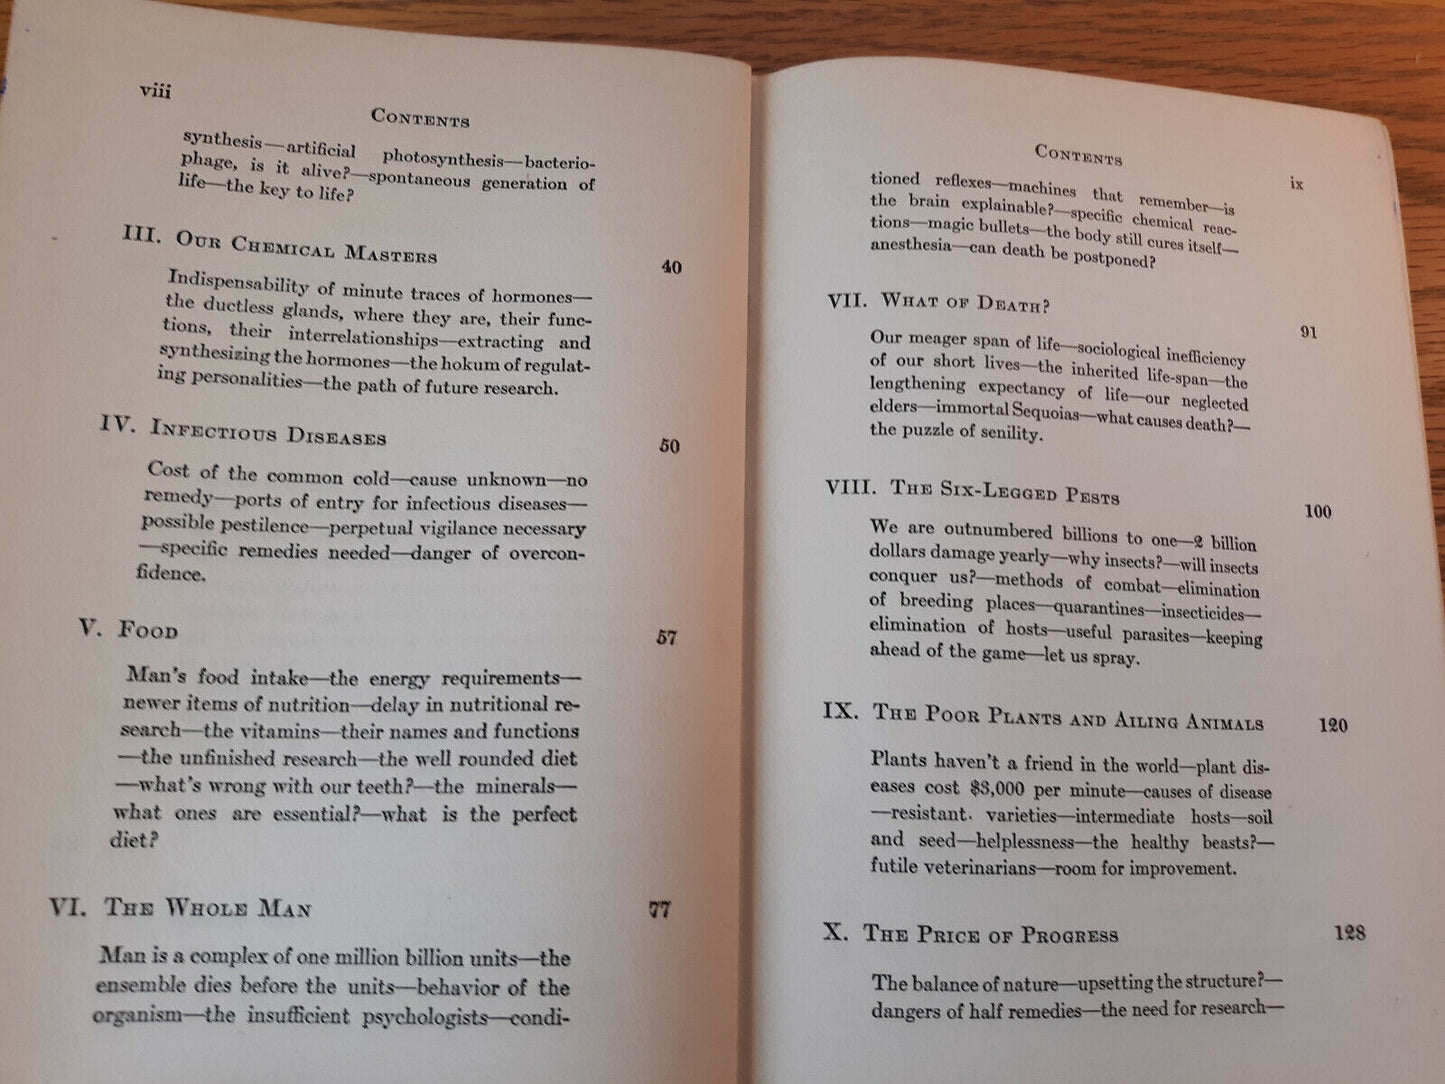 viii
CONTENTS
synthesis—artificial photosynthesis—bacterio-
phage, is it alive?—spontaneous generation of
life—the key to life?
III. OUR CHEMICAL MASTERS 40
Indispensability of minute traces of hormones—
the ductless glands, where they are, their func-
tions, their interrelationships—extracting and
synthesizing the hormones—the hokum of regulat-
ing personalities—the path of future research.
IV. INFECTIOUS DISEASES 50
Cost of the common cold—cause unknown—no
remedy—ports of entry for infectious diseases—
possible pestilence—perpetual vigilance necessary
—specific remedies needed—danger of overcon-
fidence.
V. FOOD 57
Man's food intake—the energy requirements—
newer items of nutrition—delay in nutritional re-
search—the vitamins—their names and functions
—the unfinished research—the well rounded diet
—what's wrong with our teeth?—the minerals—
what ones are essential?—what is the perfect
diet?
VI. THE WHOLE MAN 77
Man is a complex of one million billion units—the
ensemble dies before the units—behavior of the
organism—the insufficient psychologists—condi-
CONTENTS
ix
tioned reflexes—machines that remember—is
the brain explainable?—specific chemical reac-
tions—magic bullets—the body still cures itself—
anesthesia—can death be postponed?
VII. WHAT OF DEATH? 91
Our meager span of life—sociological inefficiency
of our short lives—the inherited life-span—the
lengthening expectancy of life—our neglected
elders—immortal Sequoias—what causes death?—
the puzzle of senility.
VIII. THE SIX-LEGGED PESTS 100
We are outnumbered billions to one—2 billion
dollars damage yearly—why insects?—will insects
conquer us?—methods of combat—elimination
of breeding places—quarantines—insecticides—
elimination of hosts—useful parasites—keeping
ahead of the game—let us spray.
IX. THE POOR PLANTS AND AILING ANIMALS 120
Plants haven't a friend in the world—plant dis-
eases cost $3,000 per minute—causes of disease
—resistant. varieties—intermediate hosts—soil
and seed—helplessness—the healthy beasts?—
futile veterinarians—room for improvement.
X. THE PRICE OF PROGRESS 128
The balance of nature—upsetting the structure?—
dangers of half remedies—the need for research—